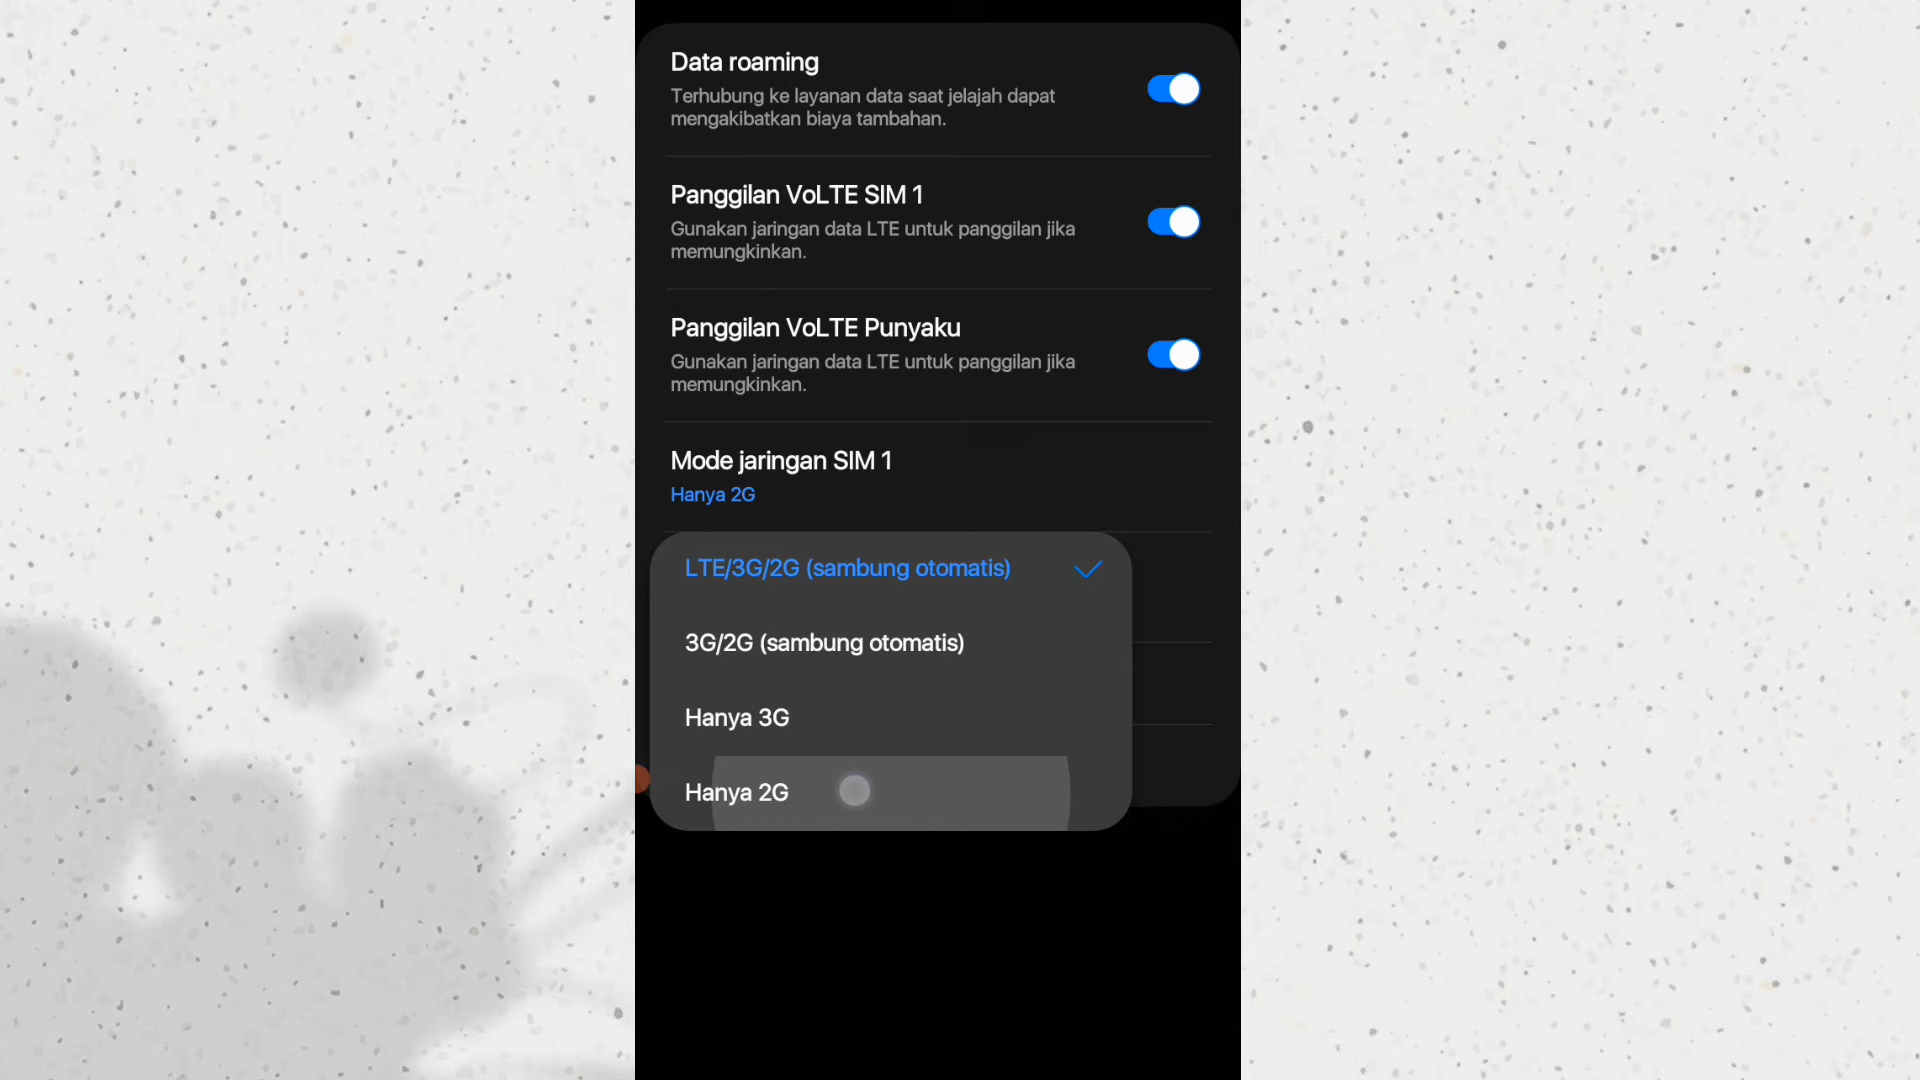 Data roaming
Terhubung ke layanan data saat jelajah dapat
mengakibatkan biaya tambahan.
Panggilan VoLTE SIM 1
Gunakan jaringan data LTE untuk panggilan jika
memungkinkan.
Panggilan VoLTE Punyaku
Gunakan jaringan data LTE untuk panggilan jika
memungkinkan.
Mode jaringan SIM 1
Hanya 2G
LTE/3G/2G (sambung otomatis)
3G/2G (sambung otomatis)
Hanya 3G
Hanya 2G